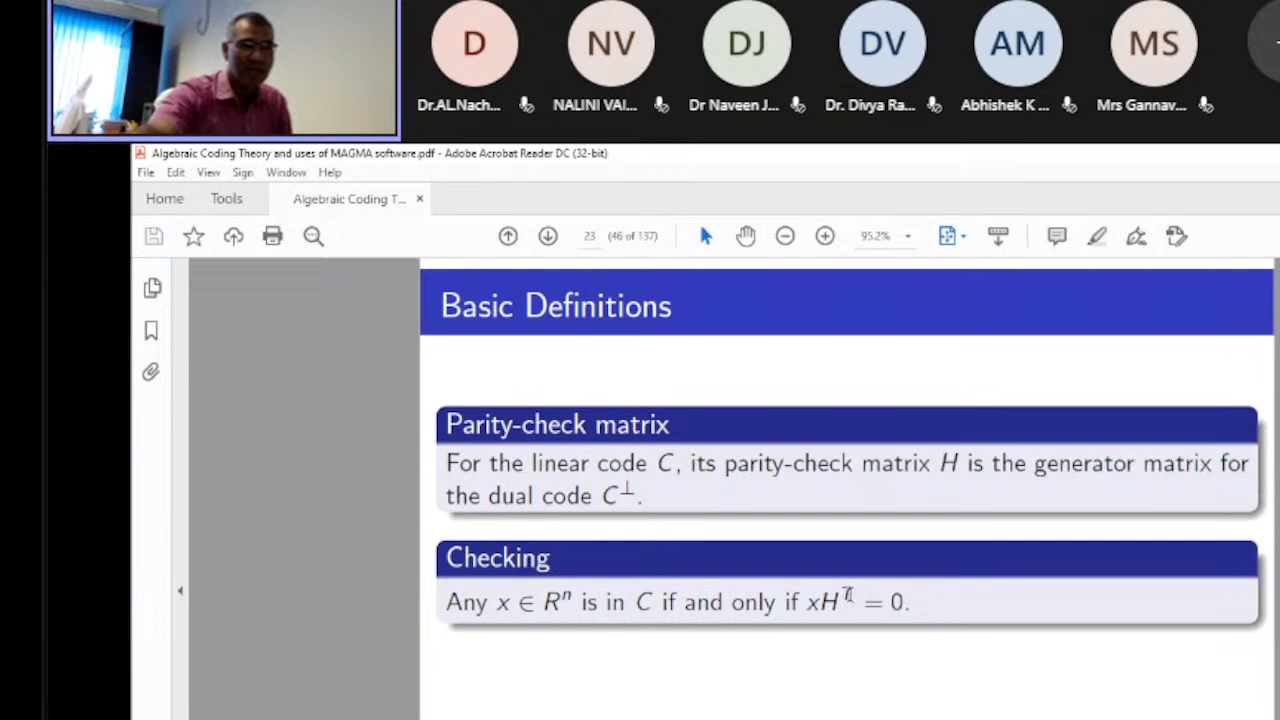 D NV DJ DV AM MS
Dr.AL.Nach... NALINI VAI... Dr Naveen J... Dr. Divya Ra... Abhishek K ... Mrs Gannav...
Algebraic Coding Theory and uses of MAGMA software.pdf - Adobe Acrobat Reader DC (32-bit)
File Edit View Sign Window Help
Home Tools Algebraic Coding T... ×
23 (46 of 137) 95.2%
Basic Definitions
Parity-check matrix
For the linear code C, its parity-check matrix H is the generator matrix for
the dual code C⊥.
Checking
Any x ∈ Rⁿ is in C if and only if xHᵀ = 0.